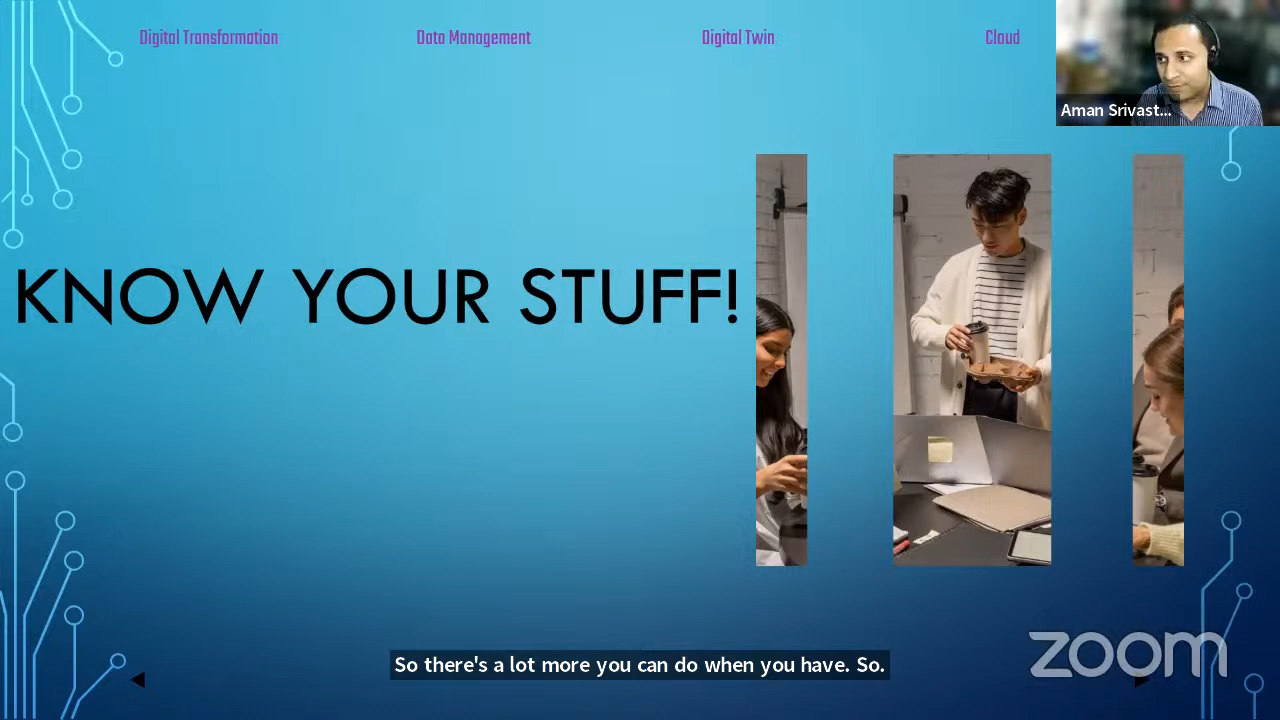 Digital Transformation
Data Management
Digital Twin
Cloud
Aman Srivast...
KNOW YOUR STUFF!
So there's a lot more you can do when you have. So.
zoom